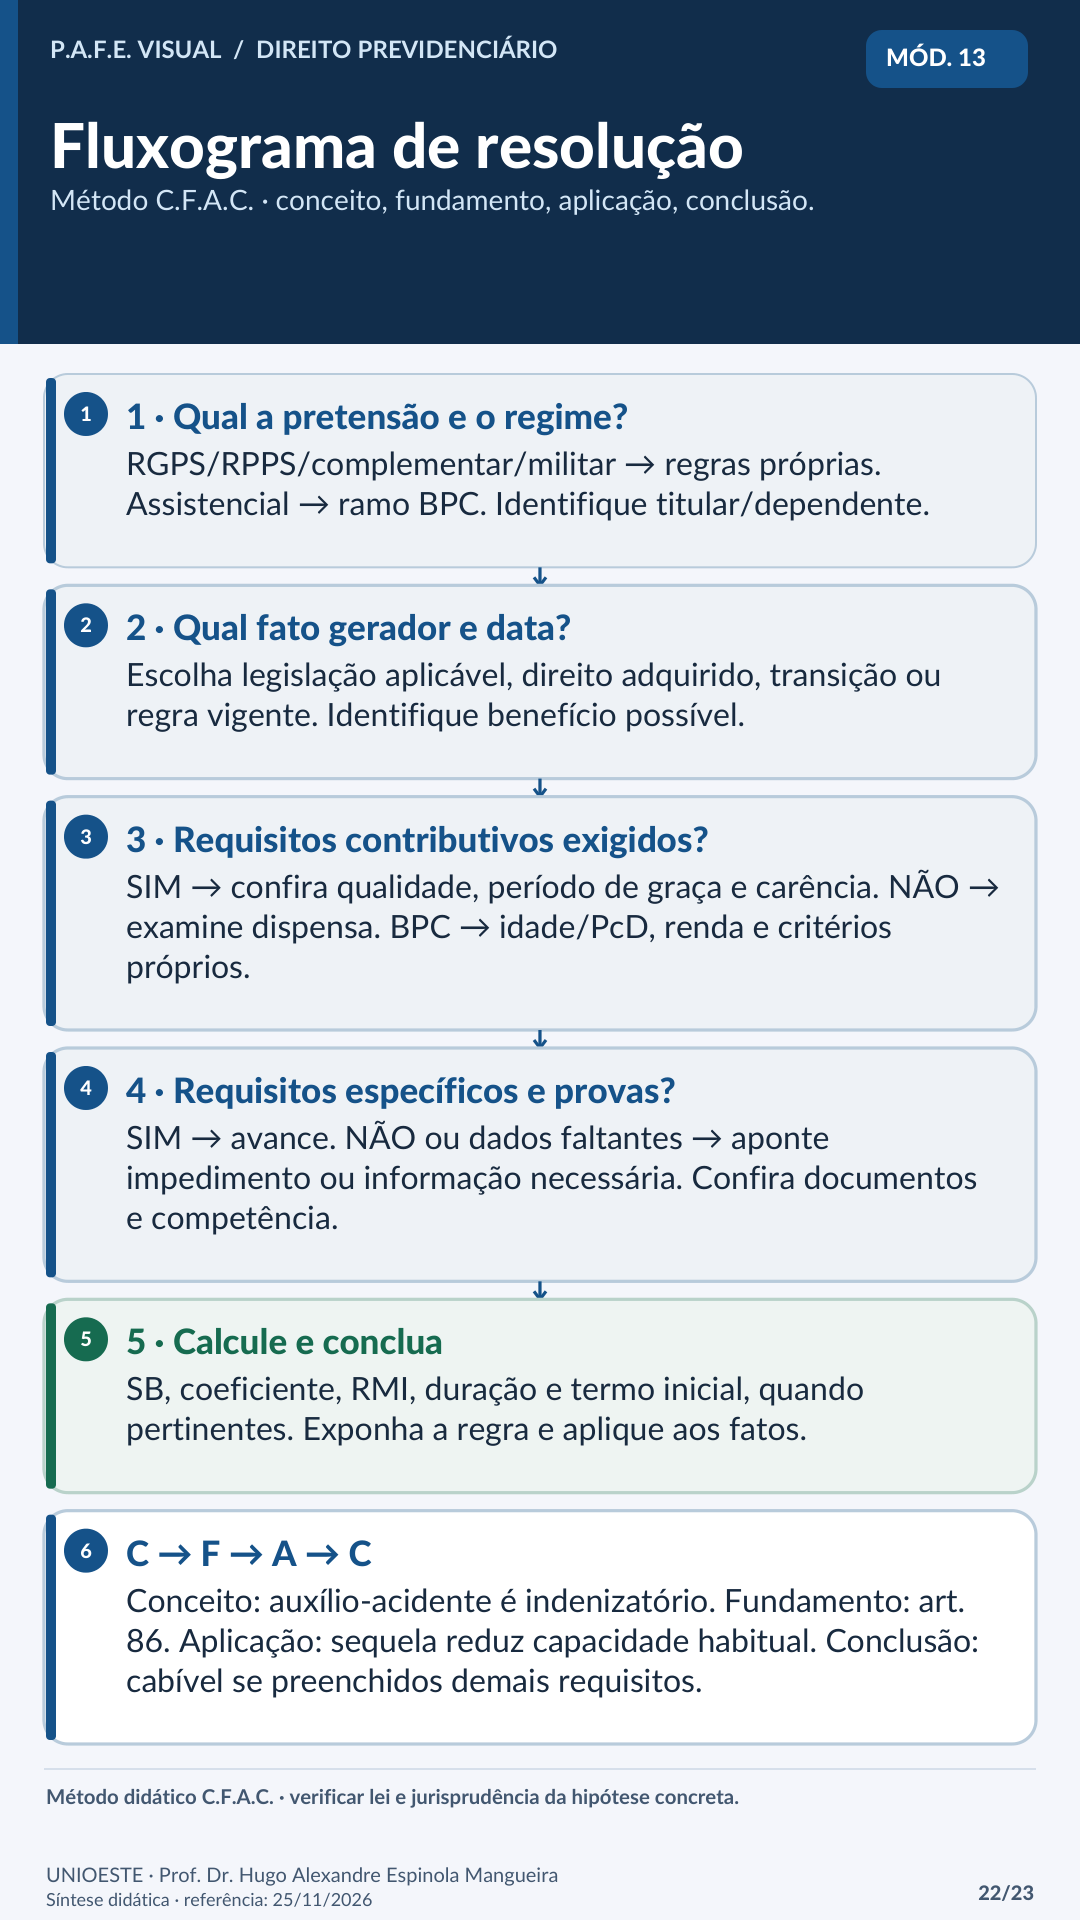 P.A.F.E. VISUAL / DIREITO PREVIDENCIÁRIO
MÓD. 13
Fluxograma de resolução
Método C.F.A.C. · conceito, fundamento, aplicação, conclusão.
1
1 · Qual a pretensão e o regime?
RGPS/RPPS/complementar/militar → regras próprias.
Assistencial → ramo BPC. Identifique titular/dependente.
↓
2
2 · Qual fato gerador e data?
Escolha legislação aplicável, direito adquirido, transição ou
regra vigente. Identifique benefício possível.
↓
3
3 · Requisitos contributivos exigidos?
SIM → confira qualidade, período de graça e carência. NÃO →
examine dispensa. BPC → idade/PcD, renda e critérios
próprios.
↓
4
4 · Requisitos específicos e provas?
SIM → avance. NÃO ou dados faltantes → aponte
impedimento ou informação necessária. Confira documentos
e competência.
↓
5
5 · Calcule e conclua
SB, coeficiente, RMI, duração e termo inicial, quando
pertinentes. Exponha a regra e aplique aos fatos.
6
C → F → A → C
Conceito: auxílio-acidente é indenizatório. Fundamento: art.
86. Aplicação: sequela reduz capacidade habitual. Conclusão:
cabível se preenchidos demais requisitos.
Método didático C.F.A.C. · verificar lei e jurisprudência da hipótese concreta.
UNIOESTE · Prof. Dr. Hugo Alexandre Espinola Mangueira
Síntese didática · referência: 25/11/2026
22/23